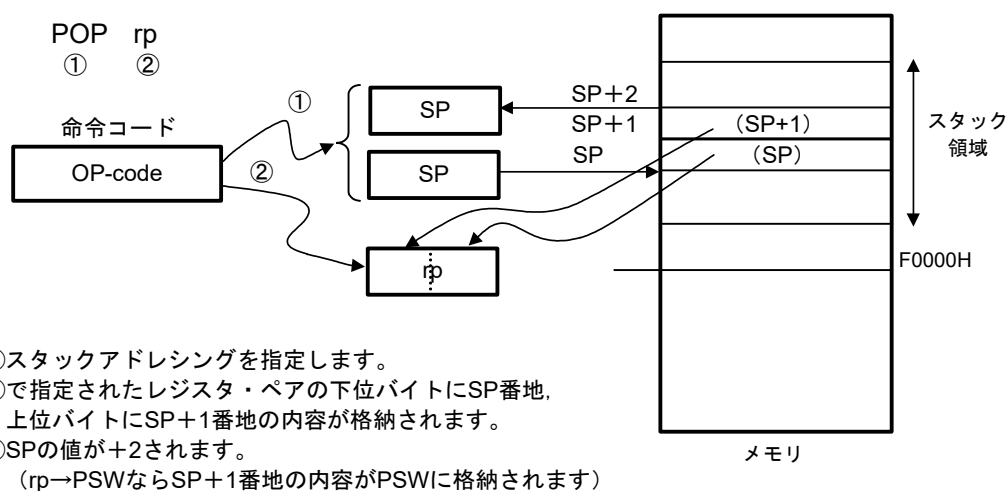 POP rp
① ②
命令コード
OP-code
①
②
SP
SP
rp
SP+2
SP+1
SP
(SP+1)
(SP)
スタック
領域
F0000H
メモリ
スタックアドレシングを指定します。
で指定されたレジスタ・ペアの下位バイトにSP番地,
上位バイトにSP+1番地の内容が格納されます。
SPの値が+2されます。
(rp→PSWならSP+1番地の内容がPSWに格納されます)